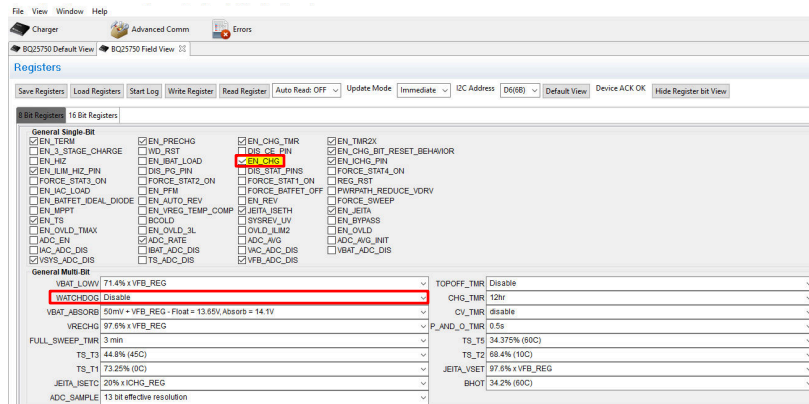 File View Window Help
Charger Advanced Comm Errors
BQ25750 Default View BQ25750 Field View
Registers
Save Registers Load Registers Start Log Write Register Read Register Auto Read: OFF Update Mode Immediate I2C Address D6(6B) Default View Device ACK OK Hide Register bit View
8 Bit Registers 16 Bit Registers
General Single-Bit
EN_TERM EN_PRECHG EN_CHG_TMR EN_TMR2X
EN_3_STAGE_CHARGE WD_RST DIS_CE_PIN EN_CHG_BIT_RESET_BEHAVIOR
EN_HIZ EN_IBAT_LOAD EN_CHG EN_ICHG_PIN
EN_ILIM_HIZ_PIN DIS_PG_PIN DIS_STAT_PINS FORCE_STAT4_ON
FORCE_STAT3_ON FORCE_STAT2_ON FORCE_STAT1_ON REG_RST
EN_IAC_LOAD EN_PFM FORCE_BATFET_OFF PWRPATH_REDUCE_VDRV
EN_BATFET_IDEAL_DIODE EN_AUTO_REV EN_REV FORCE_SWEEP
EN_MPPT EN_VREG_TEMP_COMP JEITA_ISETH EN_JEITA
EN_TS BCOLD SYSREV_UV EN_BYPASS
EN_OVLD_TMAX EN_OVLD_3L OVLD_ILIM2 EN_OVLD
ADC_EN ADC_RATE ADC_AVG ADC_AVG_INIT
IAC_ADC_DIS IBAT_ADC_DIS VAC_ADC_DIS VBAT_ADC_DIS
VSYS_ADC_DIS TS_ADC_DIS VFB_ADC_DIS
General Multi-Bit
VBAT_LOWV 71.4% x VFB_REG TOPOFF_TMR Disable
WATCHDOG Disable CHG_TMR 12hr
VBAT_ABSORB 50mV + VFB_REG - Float = 13.65V, Absorb = 14.1V CV_TMR disable
VRECHG 97.6% x VFB_REG P_AND_O_TMR 0.5s
FULL_SWEEP_TMR 3 min TS_T5 34.375% (60C)
TS_T3 44.8% (45C) TS_T2 68.4% (10C)
TS_T1 73.25% (0C) JEITA_VSET 97.6% x VFB_REG
JEITA_ISETC 20% x ICHG_REG BHOT 34.2% (60C)
ADC_SAMPLE 13 bit effective resolution